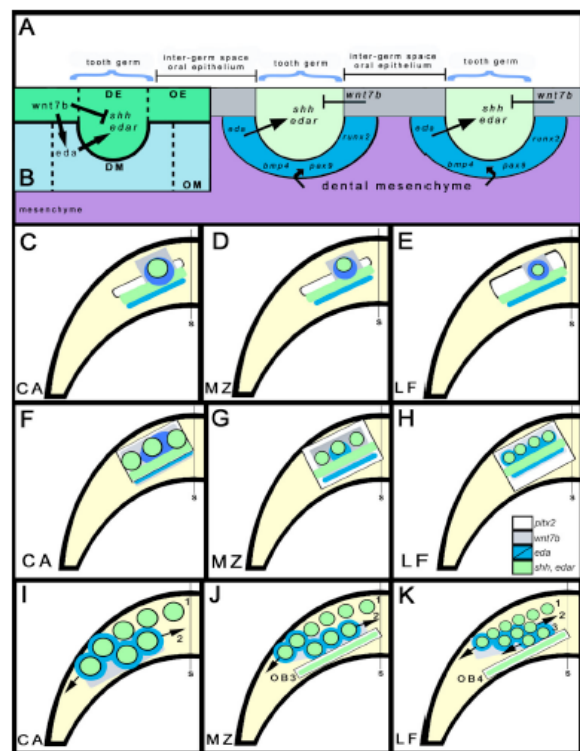 A
inter-germ space inter-germ space
tooth germ oral epithelium tooth germ oral epithelium tooth germ
DE OE
wnt7b wnt7b wnt7b
shh shh shh
edar edar edar
eda eda runx2 eda runx2
DM
bmp4 pax9 bmp4 pax9
B OM dental mesenchyme
mesenchyme
C D E
S S S
CA MZ LF
F G H
S S S
pitx2
wnt7b
eda
shh, edar
CA MZ LF
I J K
1 1 1
2 2 2
3
S S S
OB3 OB4
CA MZ LF